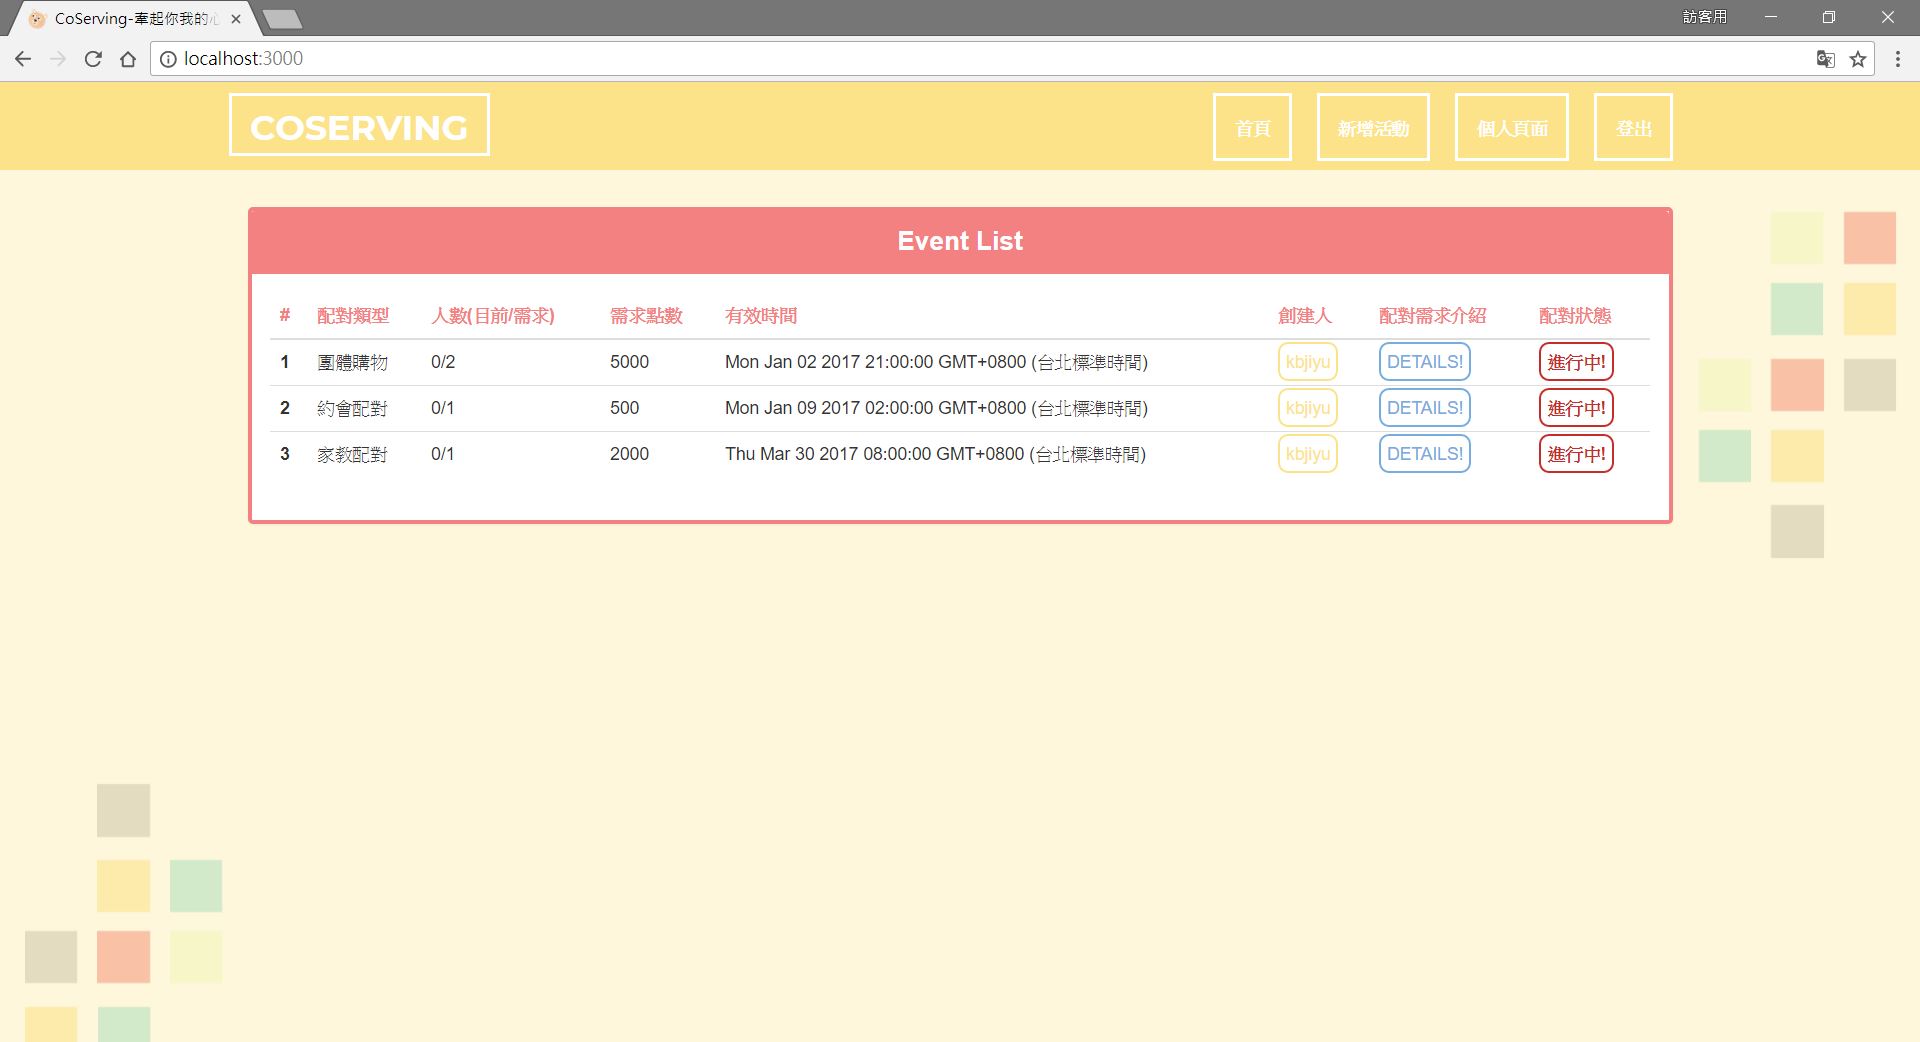 CoServing-牽起你我的心
訪客用
localhost:3000
COSERVING
首頁 新增活動 個人頁面 登出
Event List
# 配對類型 人數(目前/需求) 需求點數 有效時間 創建人 配對需求介紹 配對狀態
1 團體購物 0/2 5000 Mon Jan 02 2017 21:00:00 GMT+0800 (台北標準時間) kbjiyu DETAILS! 進行中!
2 約會配對 0/1 500 Mon Jan 09 2017 02:00:00 GMT+0800 (台北標準時間) kbjiyu DETAILS! 進行中!
3 家教配對 0/1 2000 Thu Mar 30 2017 08:00:00 GMT+0800 (台北標準時間) kbjiyu DETAILS! 進行中!